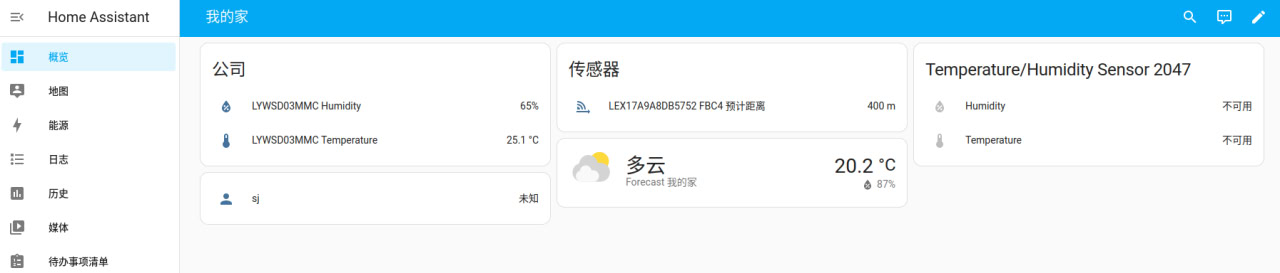 Home Assistant
我的家
概览
地图
能源
日志
历史
媒体
待办事项清单
公司
LYWSD03MMC Humidity 65%
LYWSD03MMC Temperature 25.1 °C
sj 未知
传感器
LEX17A9A8DB5752 FBC4 预计距离 400 m
多云 20.2 °C
Forecast 我的家 87%
Temperature/Humidity Sensor 2047
Humidity 不可用
Temperature 不可用